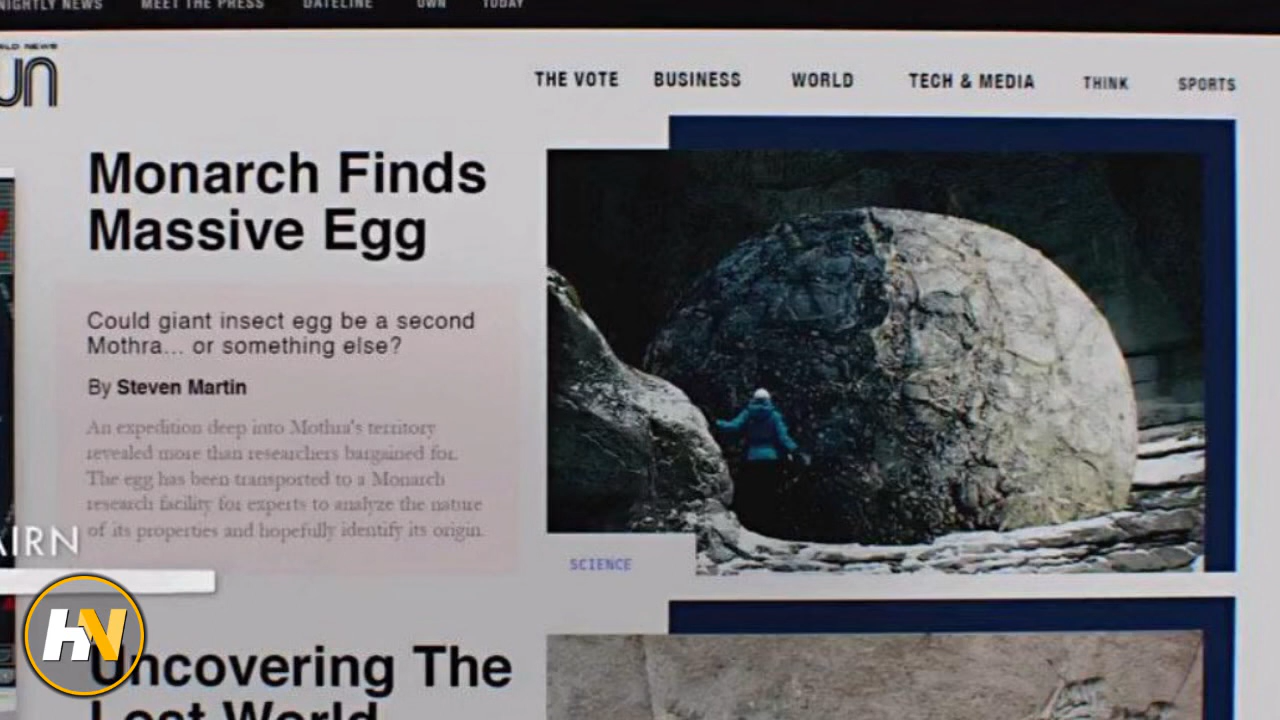 NIGHTLY NEWS MEET THE PRESS DATELINE OWN TODAY
THE VOTE BUSINESS WORLD TECH & MEDIA THINK SPORTS
Monarch Finds
Massive Egg
Could giant insect egg be a second
Mothra... or something else?
By Steven Martin
An expedition deep into Mothra's territory
revealed more than researchers bargained for.
The egg has been transported to a Monarch
research facility for experts to analyze the nature
of its properties and hopefully identify its origin.
AIRN
SCIENCE
HN
Uncovering The
Lost World